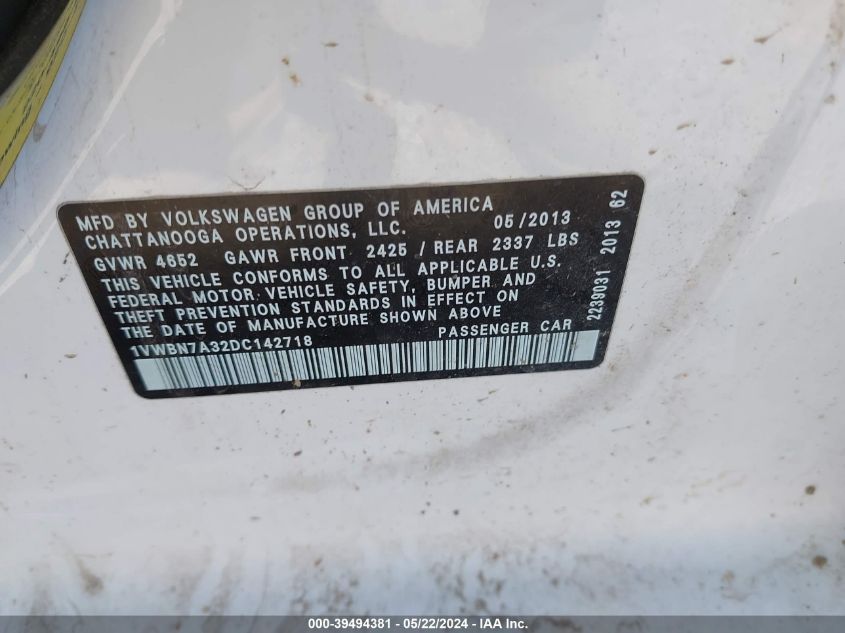 MFD BY VOLKSWAGEN GROUP OF AMERICA
CHATTANOOGA OPERATIONS, LLC. 05/2013
GVWR 4652 GAWR FRONT 2425 / REAR 2337 LBS
THIS VEHICLE CONFORMS TO ALL APPLICABLE U.S.
FEDERAL MOTOR VEHICLE SAFETY, BUMPER AND
THEFT PREVENTION STANDARDS IN EFFECT ON
THE DATE OF MANUFACTURE SHOWN ABOVE
1VWBN7A32DC142718 PASSENGER CAR
2239031 2013 62
000-39494381 - 05/22/2024 - IAA Inc.